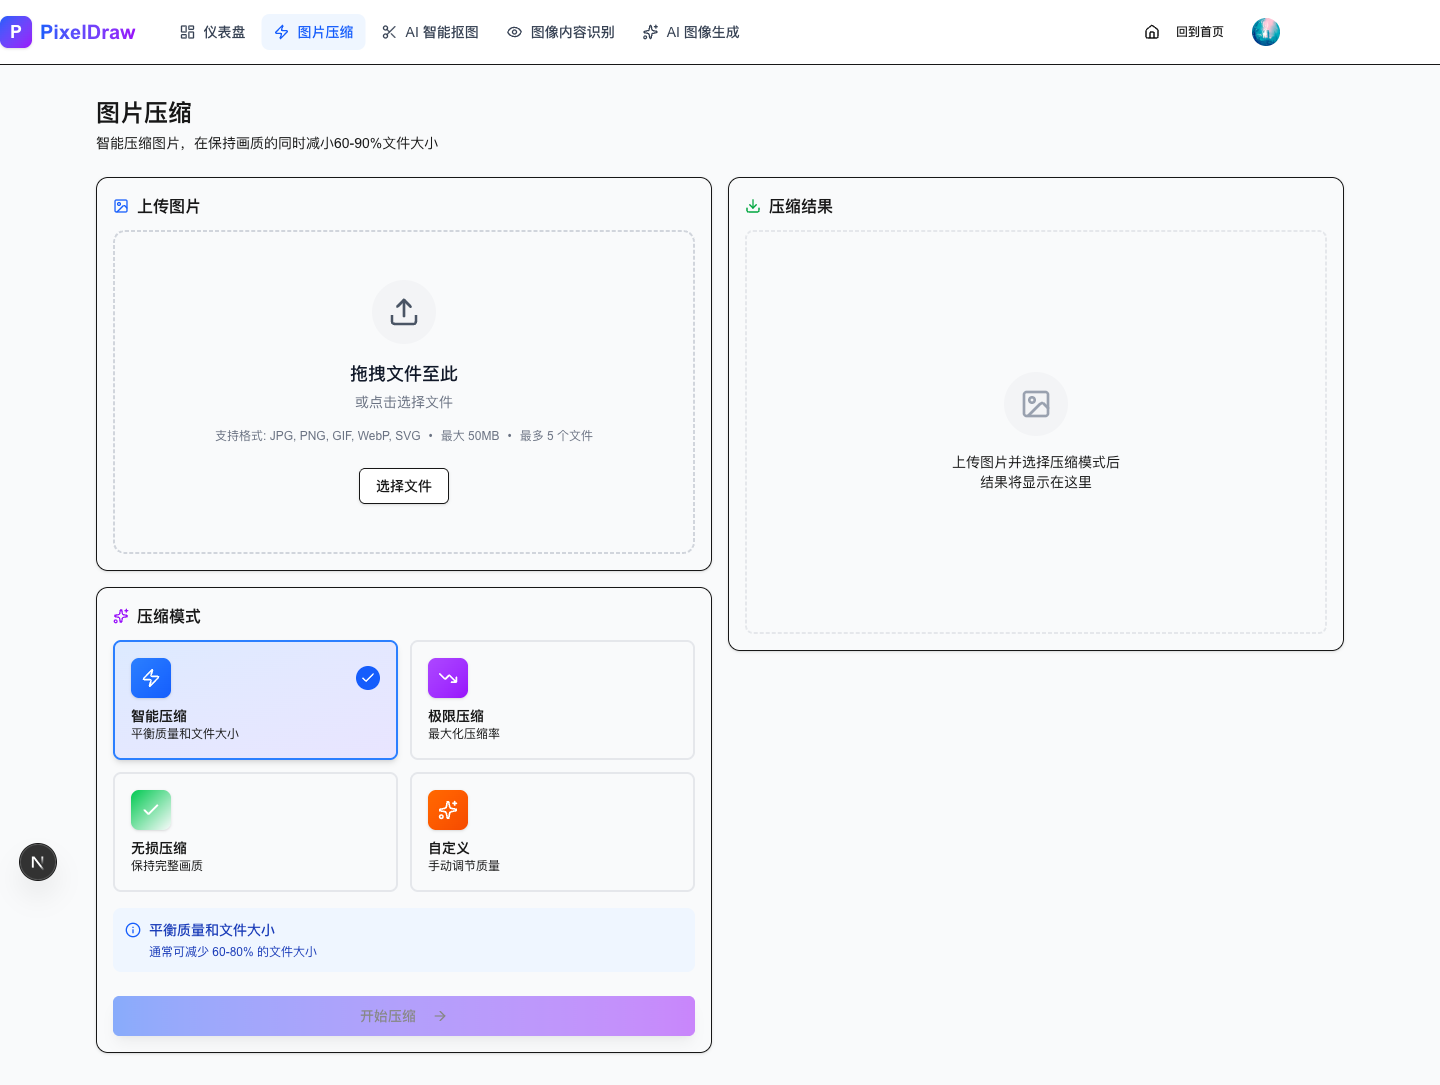 P PixelDraw 仪表盘 图片压缩 AI 智能抠图 图像内容识别 AI 图像生成 回到首页
图片压缩
智能压缩图片，在保持画质的同时减小60-90%文件大小
上传图片
拖拽文件至此
或点击选择文件
支持格式: JPG, PNG, GIF, WebP, SVG • 最大 50MB • 最多 5 个文件
选择文件
压缩结果
上传图片并选择压缩模式后
结果将显示在这里
压缩模式
智能压缩
平衡质量和文件大小
极限压缩
最大化压缩率
无损压缩
保持完整画质
自定义
手动调节质量
平衡质量和文件大小
通常可减少 60-80% 的文件大小
开始压缩
N